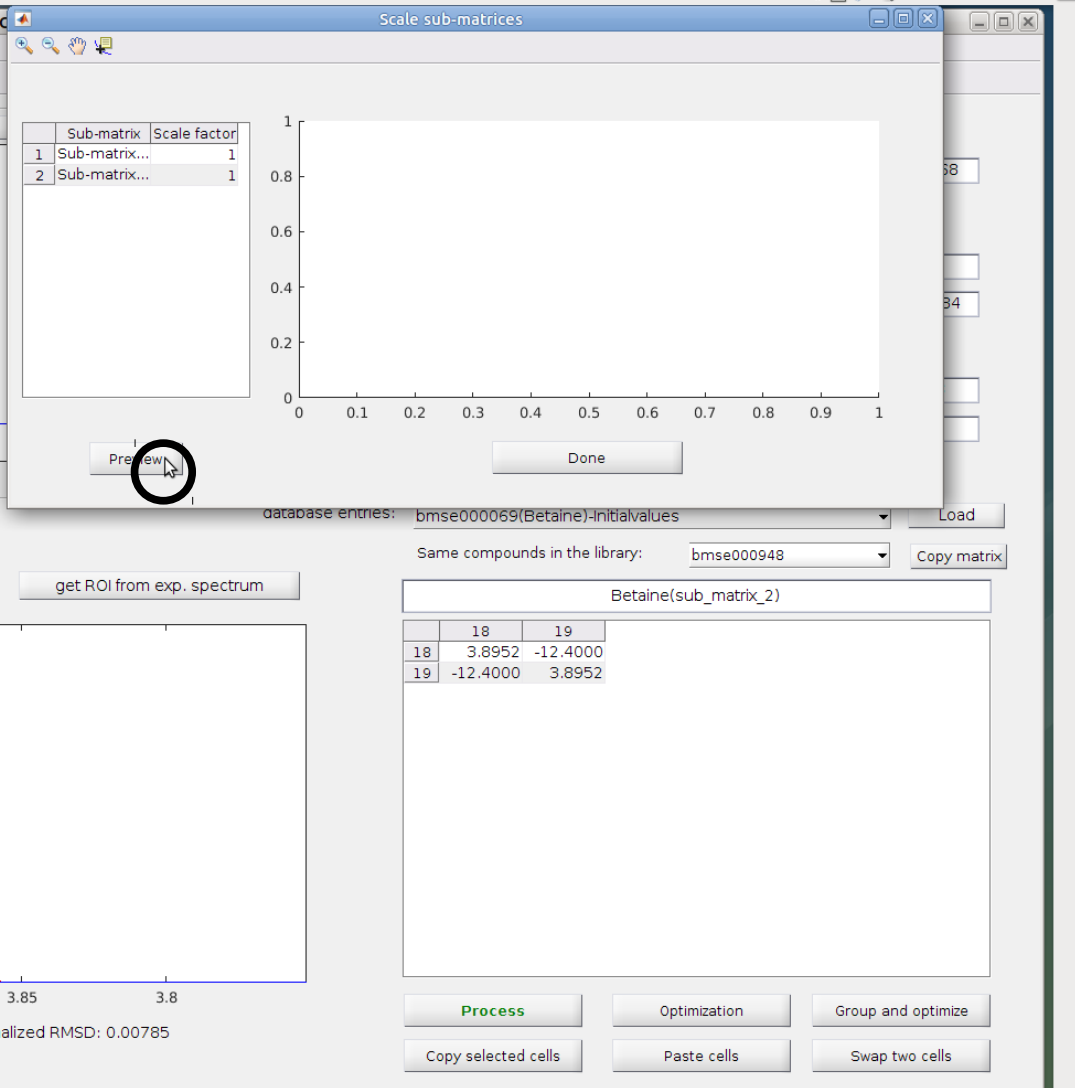 Scale sub-matrices
Sub-matrix Scale factor
1 Sub-matrix... 1
2 Sub-matrix... 1
1
0.8
0.6
0.4
0.2
0
0 0.1 0.2 0.3 0.4 0.5 0.6 0.7 0.8 0.9 1
Preview
Done
68
84
database entries: bmse000069(Betaine)-Initialvalues Load
Same compounds in the library: bmse000948 Copy matrix
get ROI from exp. spectrum
Betaine(sub_matrix_2)
18 19
18 3.8952 -12.4000
19 -12.4000 3.8952
3.85 3.8
alized RMSD: 0.00785
Process Optimization Group and optimize
Copy selected cells Paste cells Swap two cells